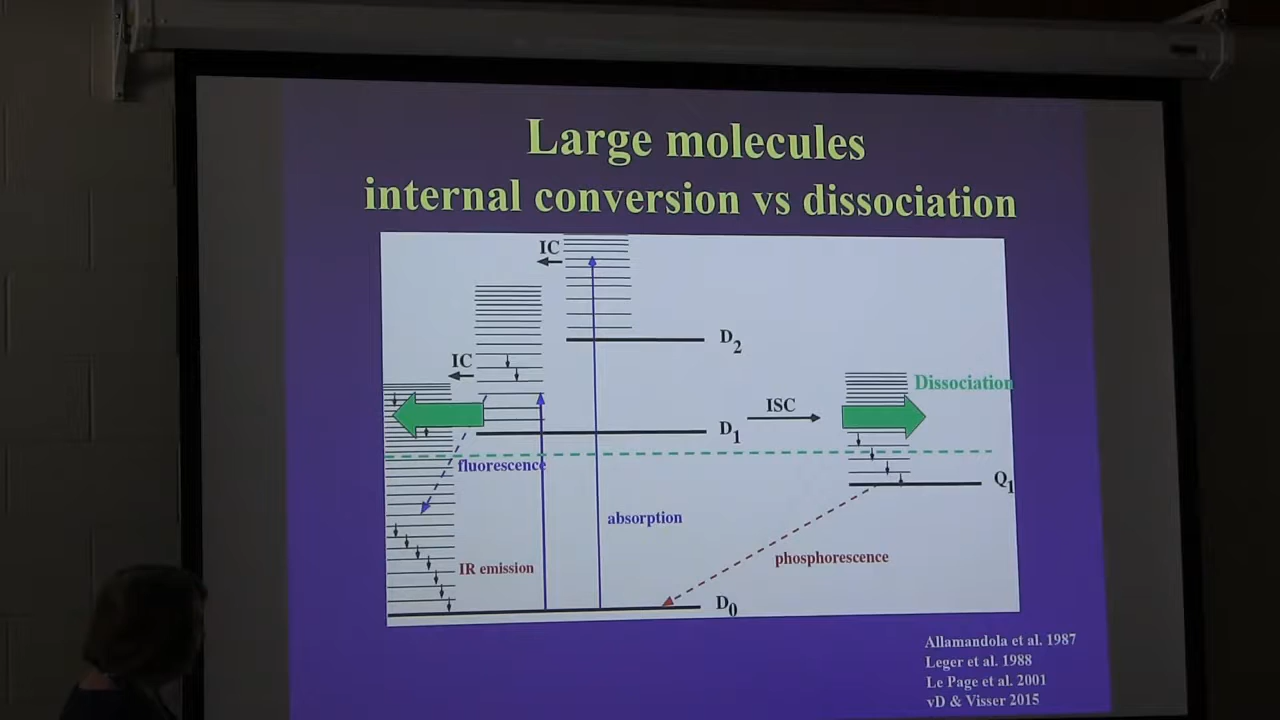 Large molecules
internal conversion vs dissociation
IC
D2
IC
Dissociation
ISC
D1
fluorescence
Q1
absorption
phosphorescence
IR emission
D0
Allamandola et al. 1987
Leger et al. 1988
Le Page et al. 2001
vD & Visser 2015